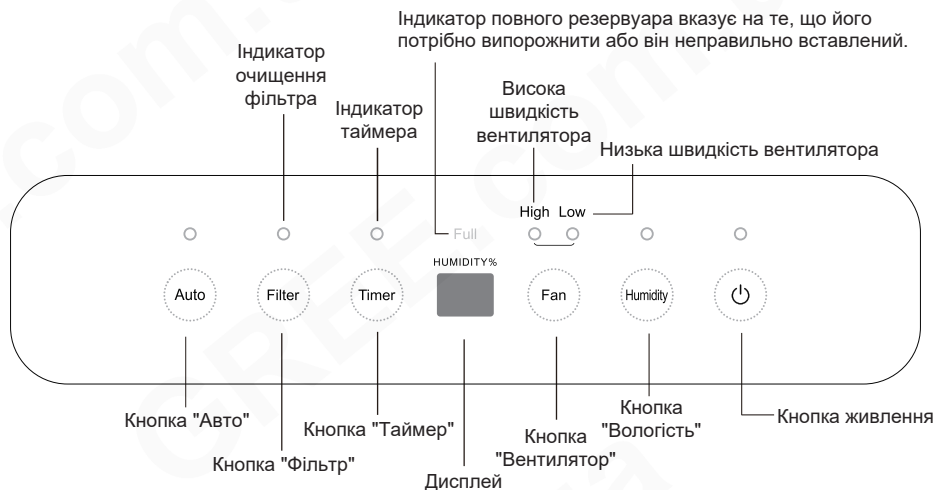 Індикатор повного резервуара вказує на те, що його
потрібно випорожнити або він неправильно вставлений.
Індикатор
очищення
фільтра
Індикатор
таймера
Висока
швидкість
вентилятора
Низька швидкість вентилятора
High Low
Full
HUMIDITY%
Auto
Filter
Timer
Fan
Humidity
Кнопка "Авто"
Кнопка "Фільтр"
Кнопка "Таймер"
Дисплей
Кнопка
"Вентилятор"
Кнопка
"Вологість"
Кнопка живлення